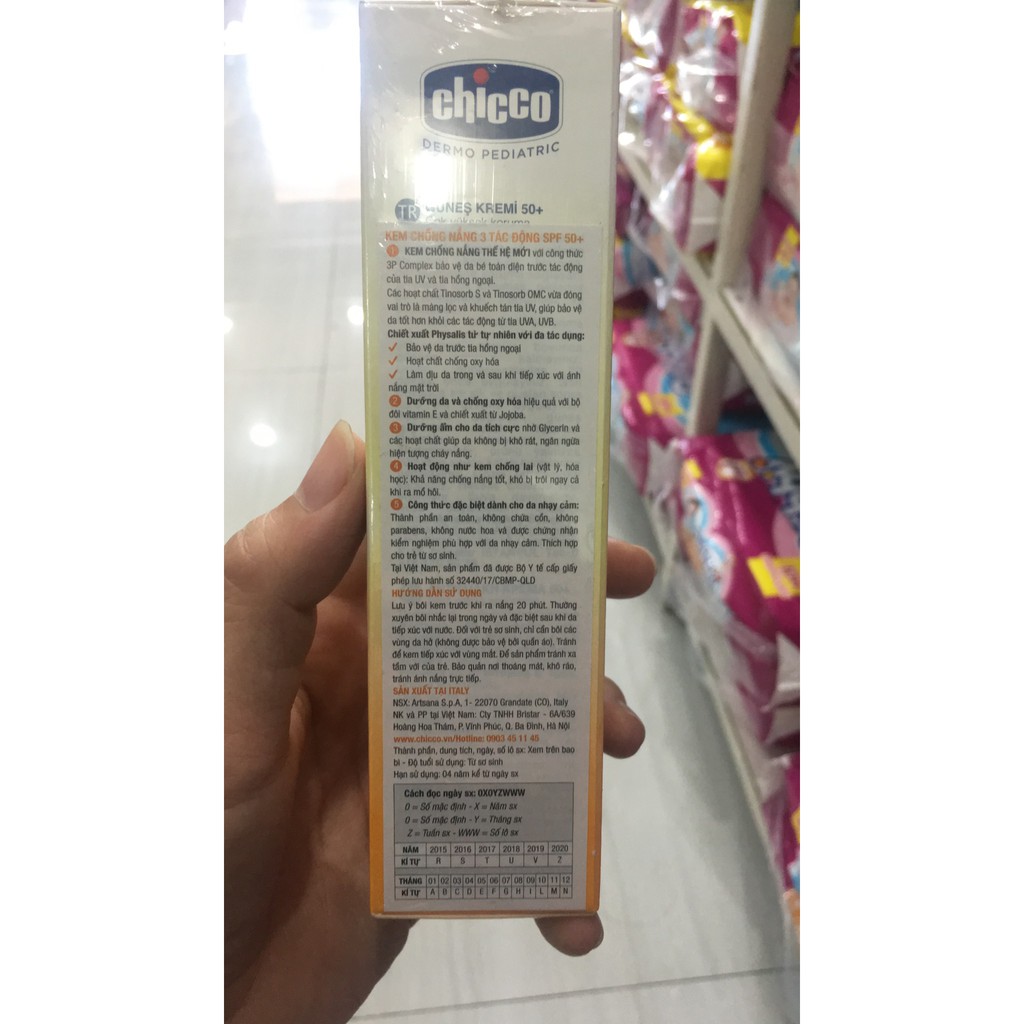 chicco
DERMO PEDIATRIC
TR GÜNEŞ KREMİ 50+
KEM CHỐNG NẮNG 3 TÁC ĐỘNG SPF 50+
1 KEM CHỐNG NẮNG THẾ HỆ MỚI với công thức
3P Complex bảo vệ da bé toàn diện trước tác động
của tia UV và tia hồng ngoại.
Các hoạt chất Tinosorb S và Tinosorb OMC vừa đóng
vai trò là màng lọc và khuếch tán tia UV, giúp bảo vệ
da tốt hơn khỏi các tác động từ tia UVA, UVB.
Chiết xuất Physalis từ tự nhiên với đa tác dụng:
✓ Bảo vệ da trước tia hồng ngoại
✓ Hoạt chất chống oxy hóa
✓ Làm dịu da trong và sau khi tiếp xúc với ánh
nắng mặt trời
2 Dưỡng da và chống oxy hóa hiệu quả với bộ
đôi vitamin E và chiết xuất từ Jojoba.
3 Dưỡng ẩm cho da tích cực nhờ Glycerin và
các hoạt chất giúp da không bị khô rát, ngăn ngừa
hiện tượng cháy nắng.
4 Hoạt động như kem chống lai (vật lý, hóa
học): Khả năng chống nắng tốt, khó bị trôi ngay cả
khi ra mồ hôi.
5 Công thức đặc biệt dành cho da nhạy cảm:
Thành phần an toàn, không chứa cồn, không
parabens, không nước hoa và được chứng nhận
kiểm nghiệm phù hợp với da nhạy cảm. Thích hợp
cho trẻ từ sơ sinh.
Tại Việt Nam, sản phẩm đã được Bộ Y tế cấp giấy
phép lưu hành số 32440/17/CBMP-QLD
HƯỚNG DẪN SỬ DỤNG
Lưu ý bôi kem trước khi ra nắng 20 phút. Thường
xuyên bôi nhắc lại trong ngày và đặc biệt sau khi da
tiếp xúc với nước. Đối với trẻ sơ sinh, chỉ cần bôi các
vùng da hở (không được bảo vệ bởi quần áo). Tránh
để kem tiếp xúc với vùng mắt. Để sản phẩm tránh xa
tầm với của trẻ. Bảo quản nơi thoáng mát, khô ráo,
tránh ánh nắng trực tiếp.
SẢN XUẤT TẠI ITALY
NSX: Artsana S.p.A, 1- 22070 Grandate (CO), Italy
NK và PP tại Việt Nam: Cty TNHH Bristar - 6A/639
Hoàng Hoa Thám, P. Vĩnh Phúc, Q. Ba Đình, Hà Nội
www.chicco.vn/Hotline: 0903 45 11 45
Thành phần, dung tích, ngày, số lô sx: Xem trên bao
bì - Độ tuổi sử dụng: Từ sơ sinh
Hạn sử dụng: 04 năm kể từ ngày sx
Cách đọc ngày sx: 0X0YZWWW
0 = Số mặc định - X = Năm sx
0 = Số mặc định - Y = Tháng sx
Z = Tuần sx - WWW = Số lô sx
NĂM 2015 2016 2017 2018 2019 2020
KÍ TỰ R S T U V Z
THÁNG 01 02 03 04 05 06 07 08 09 10 11 12
KÍ TỰ A B C D E F G H I L M N